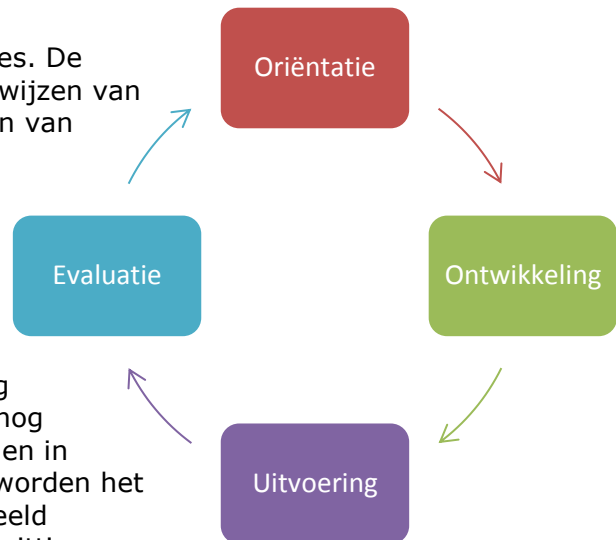 es. De
wijzen van
n van
g
nog
en in
worden het
eeld
Oriëntatie
Ontwikkeling
Uitvoering
Evaluatie